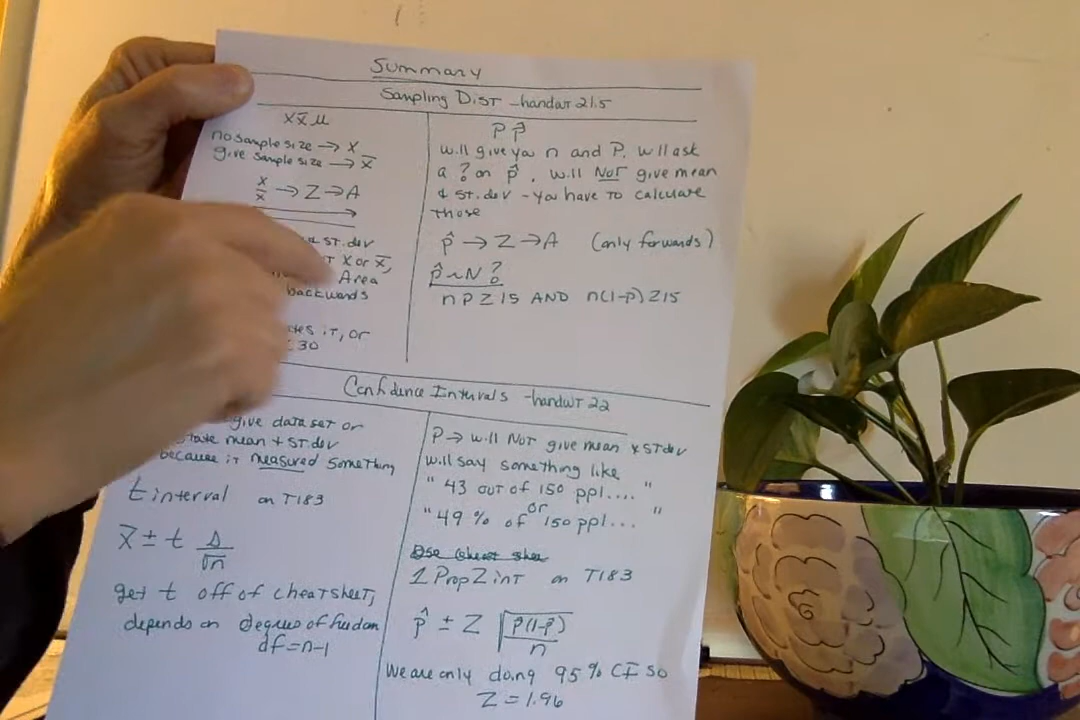 Summary
Sampling Dist - handout 21.5
X X̄ μ
no sample size → X
give sample size → X̄
X
X̄ → Z → A
st. dev
X or X̄,
Area
backwards
it, or
30
P P̂
will give you n and P. Will ask
a ? on p̂. will NOT give mean
& st. dev - you have to calculate
those
p̂ → Z → A (only forwards)
p̂ ~ N ?
np ≥ 15 AND n(1-p) ≥ 15
Confidence Intervals - handout 22
give data set or
state mean + st. dev
because it measured something
t interval on TI83
X̄ ± t s/√n
get t off of cheat sheet,
depends on degrees of freedom
df = n-1
P → will NOT give mean & st dev
will say something like
" 43 out of 150 ppl.... "
or
" 49 % of 150 ppl... "
1 Prop Z int on TI83
p̂ ± Z √p(1-p)/n
We are only doing 95% CI so
Z = 1.96